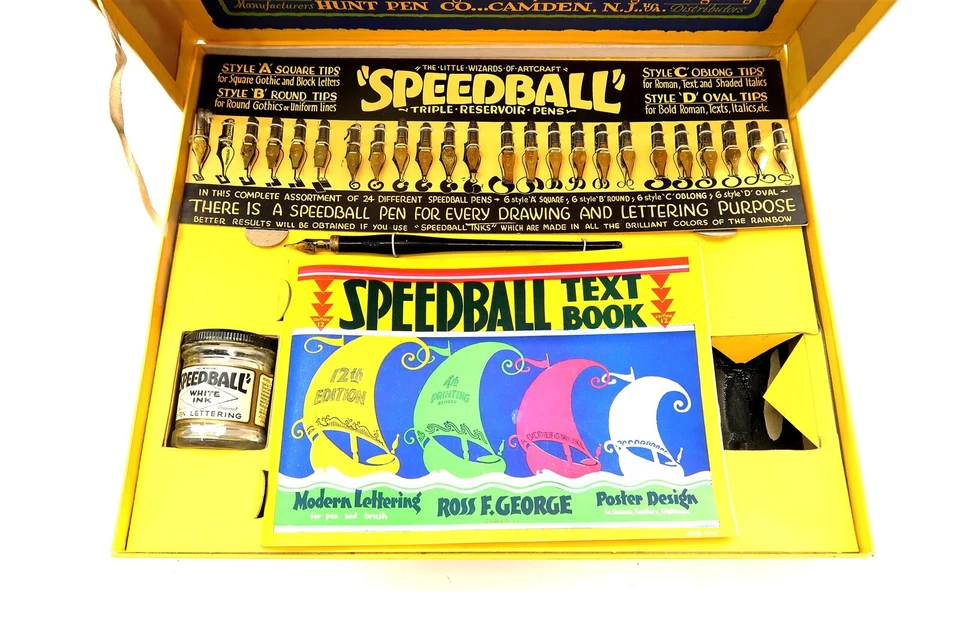 Manufacturers HUNT PEN CO...CAMDEN, N.J. U.S.A. Distributors
STYLE 'A' SQUARE TIPS
for Square Gothic and Block Letters
STYLE 'B' ROUND TIPS
for Round Gothics or Uniform lines
THE·LITTLE·WIZARDS·OF·ARTCRAFT
"SPEEDBALL"
TRIPLE·RESERVOIR·PENS
STYLE 'C' OBLONG TIPS
for Roman, Text and Shaded Italics
STYLE 'D' OVAL TIPS
for Bold Roman, Texts, Italics, etc.
IN THIS COMPLETE ASSORTMENT OF 24 DIFFERENT SPEEDBALL PENS - 6 style 'A' SQUARE ; 6 style 'B' ROUND ; 6 style 'C' OBLONG ; 6 style 'D' OVAL -
THERE IS A SPEEDBALL PEN FOR EVERY DRAWING AND LETTERING PURPOSE
BETTER RESULTS WILL BE OBTAINED IF YOU USE "SPEEDBALL INKS" WHICH ARE MADE IN ALL THE BRILLIANT COLORS OF THE RAINBOW
SPEEDBALL TEXT
BOOK
EDITION
12
EDITION
12
12th
EDITION
4th
PRINTING
Modern Lettering
for pen and brush
ROSS F. GEORGE
Poster Design
SPEEDBALL'
WHITE
INK
PEN LETTERING